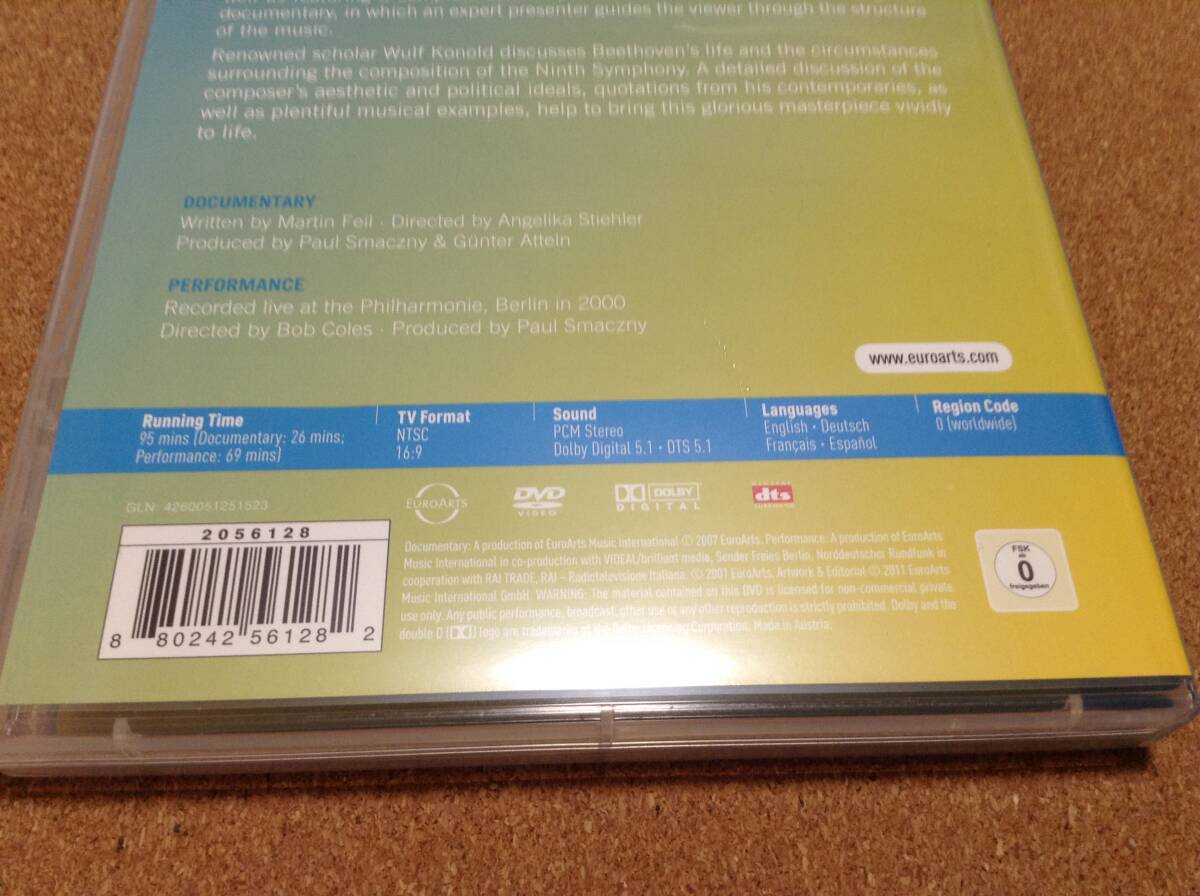 documentary, in which an expert presenter guides the viewer through the structure
of the music.
Renowned scholar Wulf Konold discusses Beethoven's life and the circumstances
surrounding the composition of the Ninth Symphony. A detailed discussion of the
composer's aesthetic and political ideals, quotations from his contemporaries, as
well as plentiful musical examples, help to bring this glorious masterpiece vividly
to life.
DOCUMENTARY
Written by Martin Feil · Directed by Angelika Stiehler
Produced by Paul Smaczny & Günter Atteln
PERFORMANCE
Recorded live at the Philharmonie, Berlin in 2000
Directed by Bob Coles · Produced by Paul Smaczny
www.euroarts.com
Running Time
95 mins (Documentary: 26 mins;
Performance: 69 mins)
TV Format
NTSC
16:9
Sound
PCM Stereo
Dolby Digital 5.1 · DTS 5.1
Languages
English · Deutsch
Français · Español
Region Code
0 (worldwide)
GLN: 4260051251523
EUROARTS
DVD
VIDEO
DOLBY
DIGITAL
dts
2056128
8 80242 56128 2
Documentary: A production of EuroArts Music International © 2007 EuroArts. Performance: A production of EuroArts
Music International in co-production with VIDEAL/brilliant media, Sender Freies Berlin, Norddeutscher Rundfunk in
cooperation with RAI TRADE, RAI – Radiotelevisione Italiana. © 2001 EuroArts. Artwork & Editorial © 2011 EuroArts
Music International GmbH. WARNING: The material contained on this DVD is licensed for non-commercial private
use only. Any public performance, broadcast, other use or any other reproduction is strictly prohibited. Dolby and the
double D logo are trademarks of the Dolby Licensing Corporation. Made in Austria.
FSK
ab
0
freigegeben